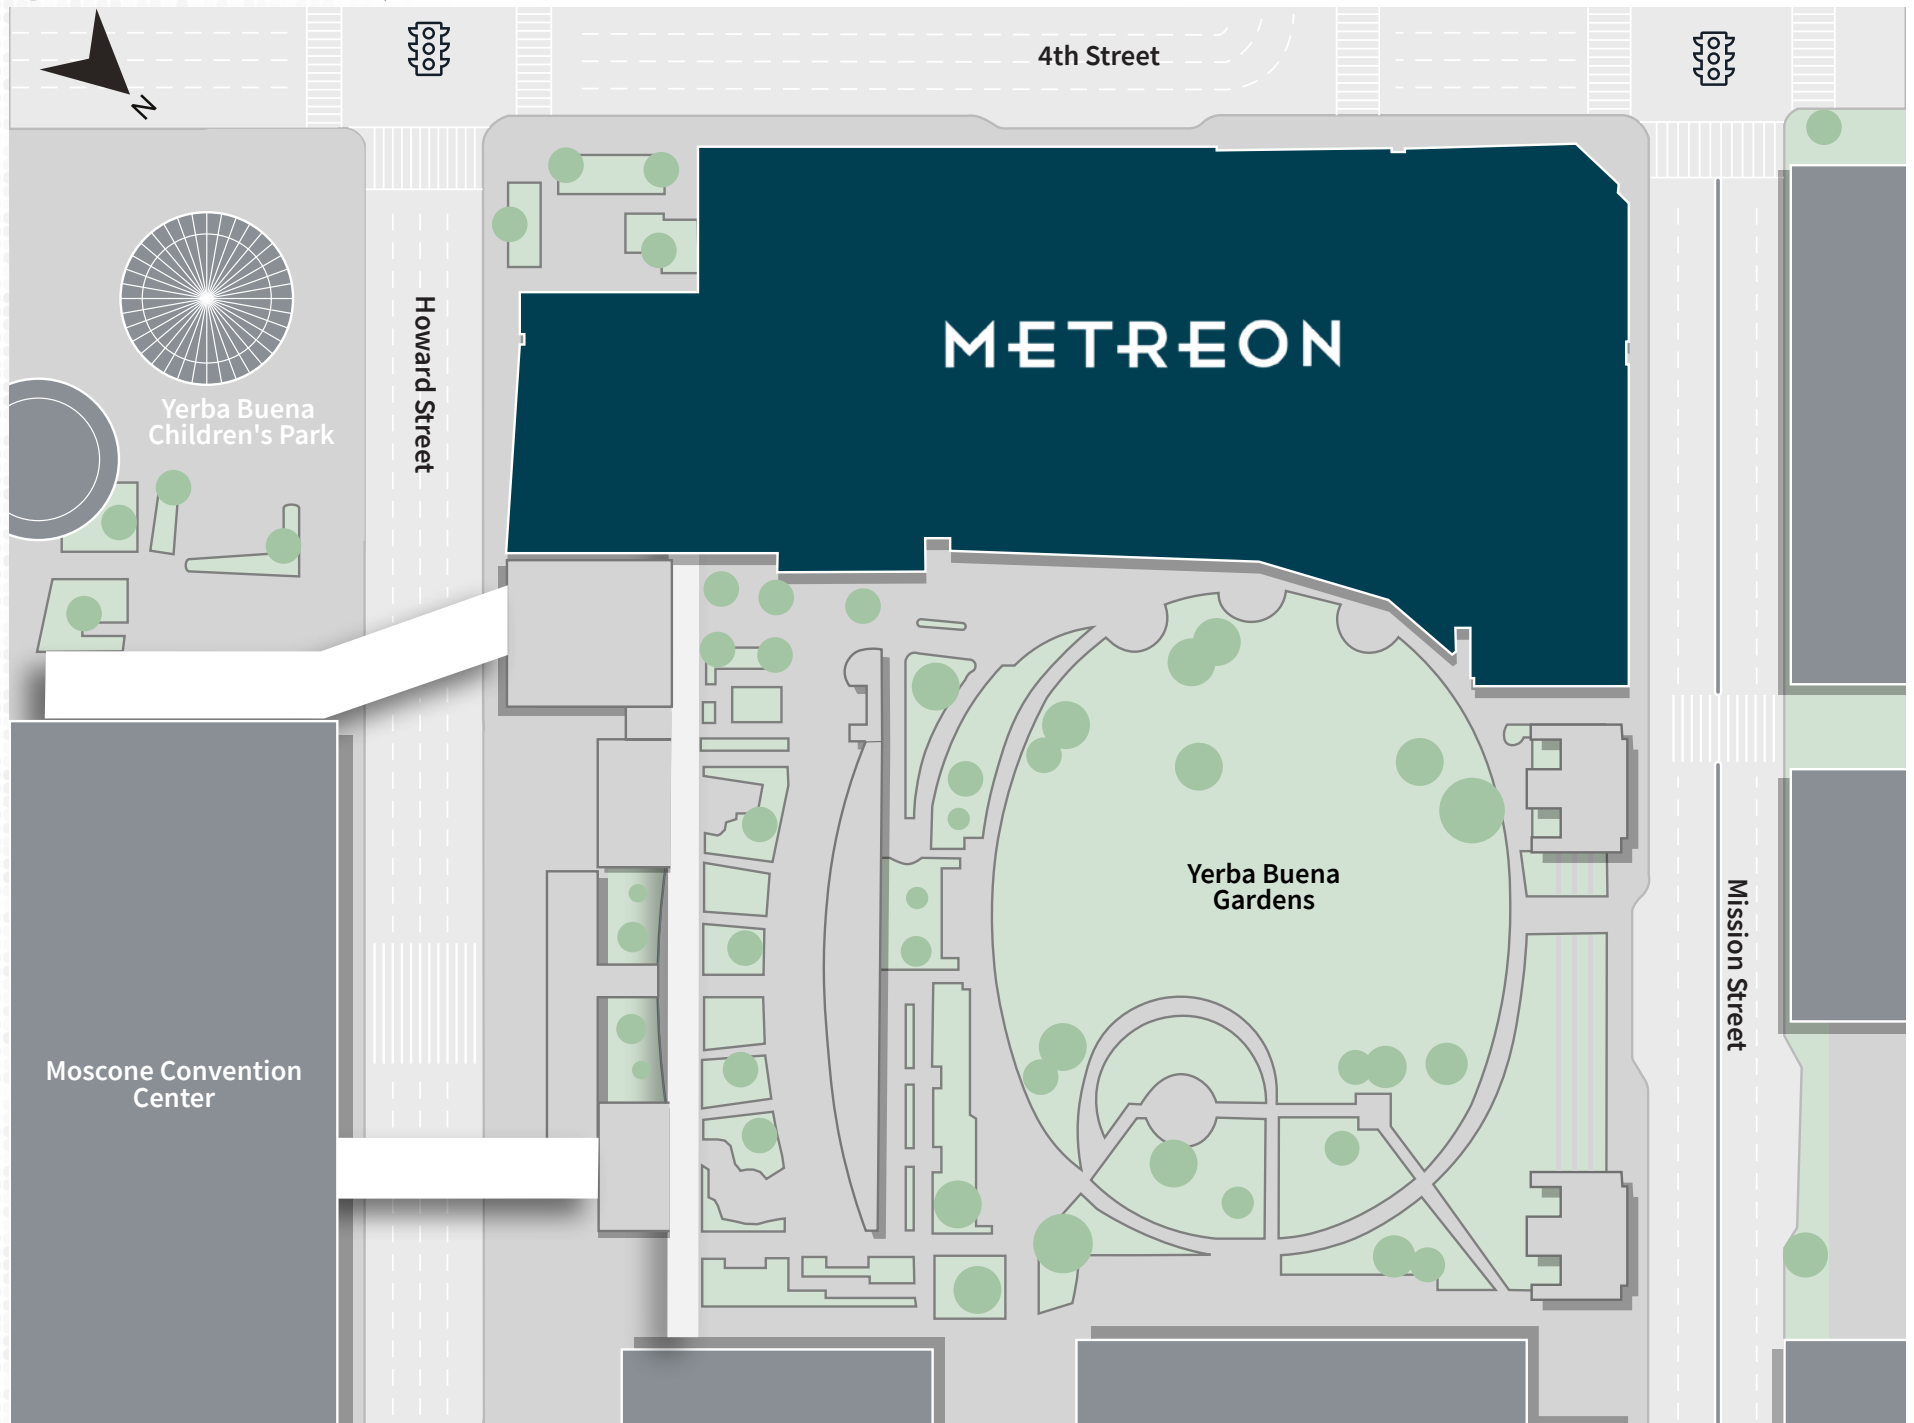 4th Street
N
METREON
Howard Street
Yerba Buena
Children's Park
Yerba Buena
Gardens
Mission Street
Moscone Convention
Center